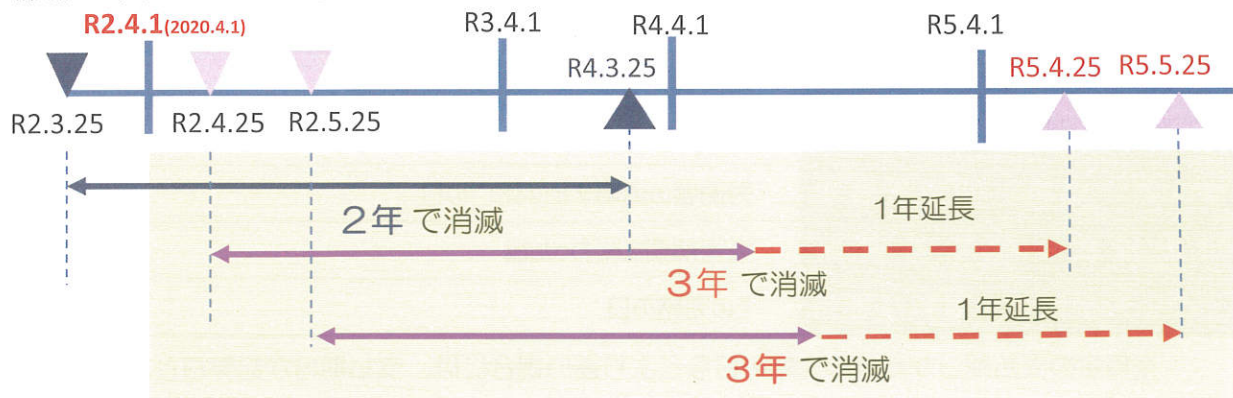 R2.4.1(2020.4.1)
R3.4.1
R4.4.1
R5.4.1
R4.3.25
R5.4.25
R5.5.25
R2.3.25
R2.4.25
R2.5.25
2年 で消滅
1年延長
3年 で消滅
1年延長
3年 で消滅